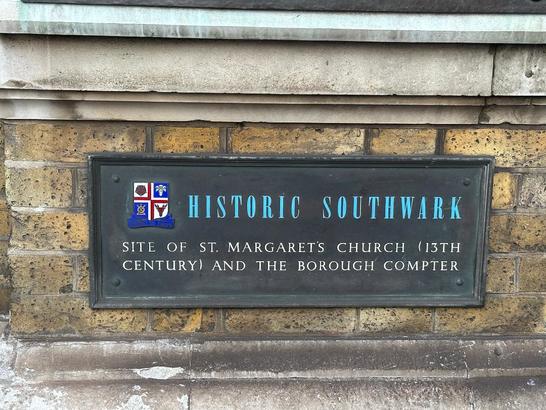 HISTORIC SOUTHWARK
SITE OF ST. MARGARET'S CHURCH (13TH
CENTURY) AND THE BOROUGH COMPTER